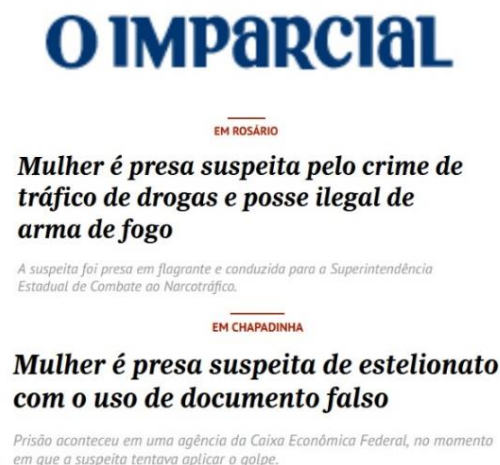 O IMPARCIAL
EM ROSÁRIO
Mulher é presa suspeita pelo crime de
tráfico de drogas e posse ilegal de
arma de fogo
A suspeita foi presa em flagrante e conduzida para a Superintendência
Estadual de Combate ao Narcotráfico.
EM CHAPADINHA
Mulher é presa suspeita de estelionato
com o uso de documento falso
Prisão aconteceu em uma agência da Caixa Econômica Federal, no momento
em que a suspeita tentava aplicar o golpe.